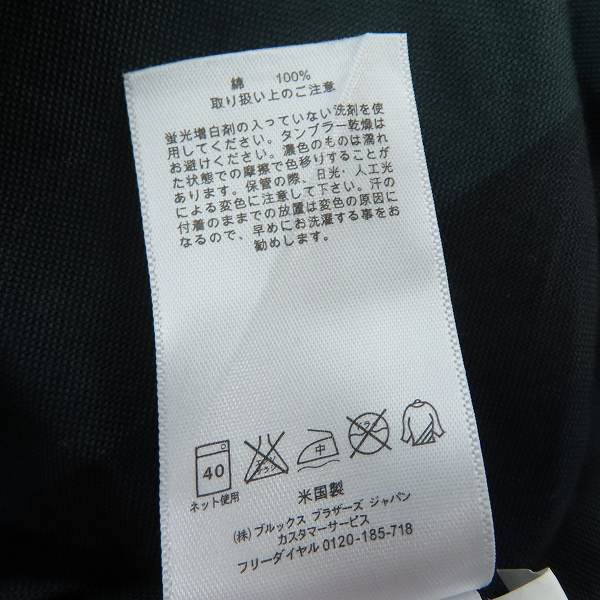 綿 100%
取り扱い上のご注意
蛍光増白剤の入っていない洗剤を使
用してください。タンブラー乾燥は
お避けください。濃色のものは濡れ
た状態での摩擦で色移りすることが
あります。保管の際、日光・人工光
による変色に注意して下さい。汗の
付着のままでの放置は変色の原因に
なるので、早めにお洗濯する事をお
勧めします。
40 エンソ サラシ 中 ドライ
ネット使用
米国製
(株) ブルックス ブラザーズ ジャパン
カスタマーサービス
フリーダイヤル 0120-185-718